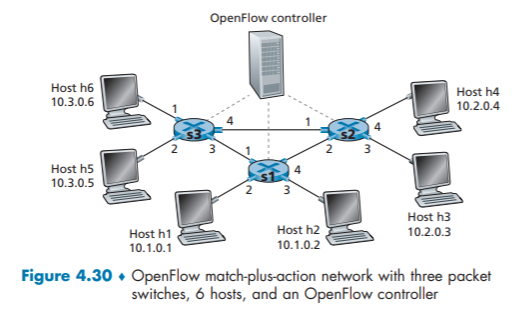 OpenFlow controller
Host h6
10.3.0.6
Host h4
10.2.0.4
1
4
1
4
s3
s2
2
3
1
2
3
Host h5
10.3.0.5
s1
4
2
3
Host h1
10.1.0.1
Host h2
10.1.0.2
Host h3
10.2.0.3
Figure 4.30 ♦ OpenFlow match-plus-action network with three packet
switches, 6 hosts, and an OpenFlow controller